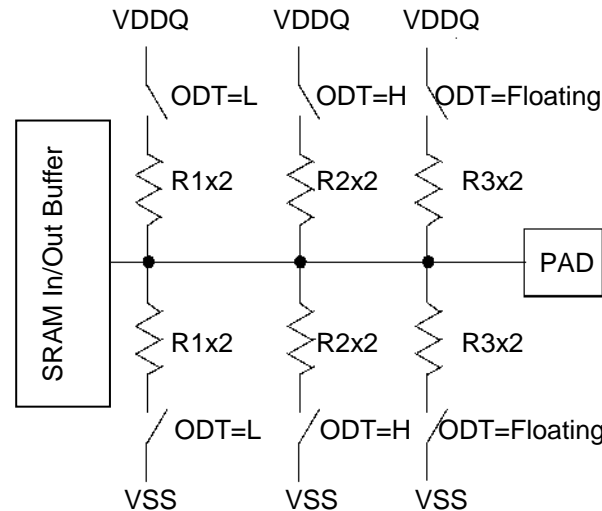 VDDQ VDDQ VDDQ
ODT=L ODT=H ODT=Floating
SRAM In/Out Buffer
R1x2 R2x2 R3x2
PAD
R1x2 R2x2 R3x2
ODT=L ODT=H ODT=Floating
VSS VSS VSS